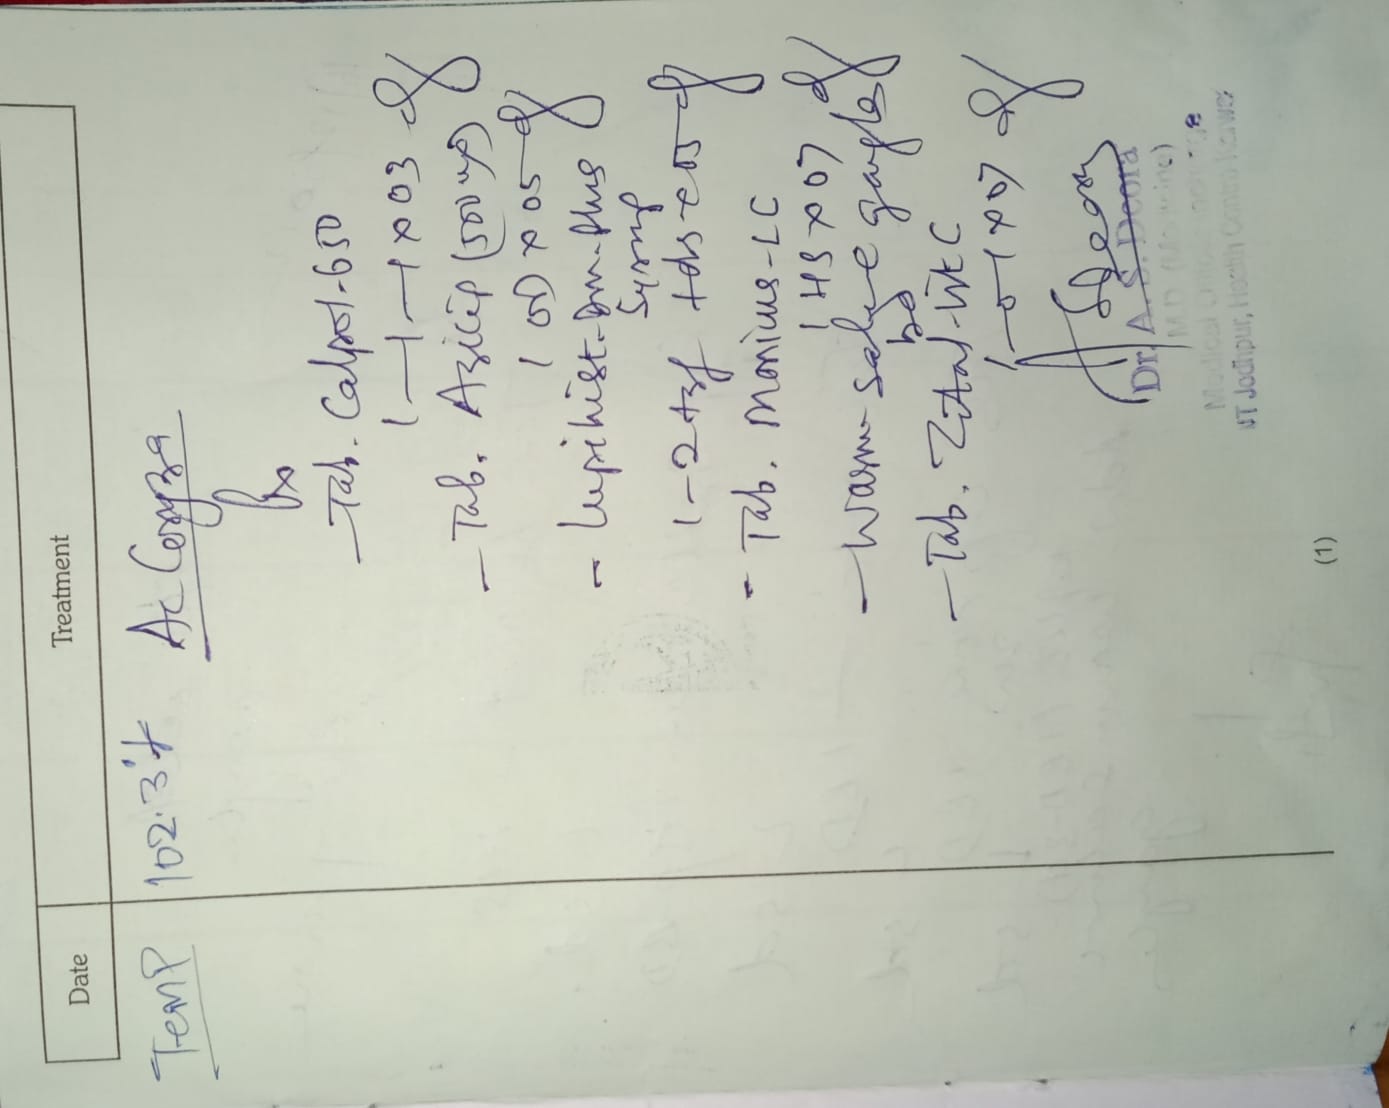 Date Treatment
Temp 102.3°f Ac Coryza
Rx
- Tab. Calpol-650
1-1-1 x 03 d
- Tab. Azicip (500 mg)
1 OD x 05 d
- Lupihist-Dm-Plus
Syrup
1-2 tsf tds x 05 d
- Tab. Monicus-LC
1 HS x 07 d
- Warm saline gargles
bd
- Tab. Zital-Vit C
1-0-1 x 07 d
Dr. A. S. Deora
M.D. (Medicine)
Medical Officer Incharge
IIT Jodhpur, Health Centre Karwar
(1)